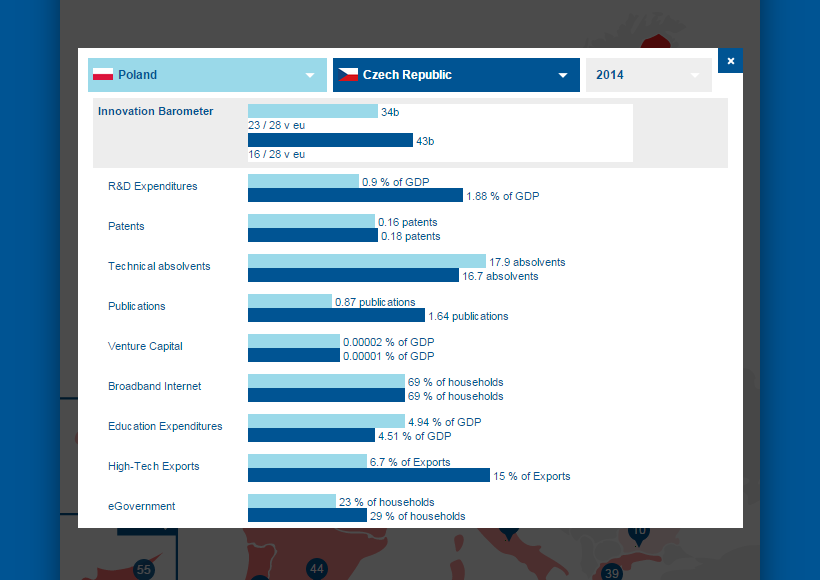 Poland
Czech Republic
2014
×
Innovation Barometer
34b
23 / 28 v eu
43b
16 / 28 v eu
R&D Expenditures
0.9 % of GDP
1.88 % of GDP
Patents
0.16 patents
0.18 patents
Technical absolvents
17.9 absolvents
16.7 absolvents
Publications
0.87 publications
1.64 publications
Venture Capital
0.00002 % of GDP
0.00001 % of GDP
Broadband Internet
69 % of households
69 % of households
Education Expenditures
4.94 % of GDP
4.51 % of GDP
High-Tech Exports
6.7 % of Exports
15 % of Exports
eGovernment
23 % of households
29 % of households
10
55
44
39